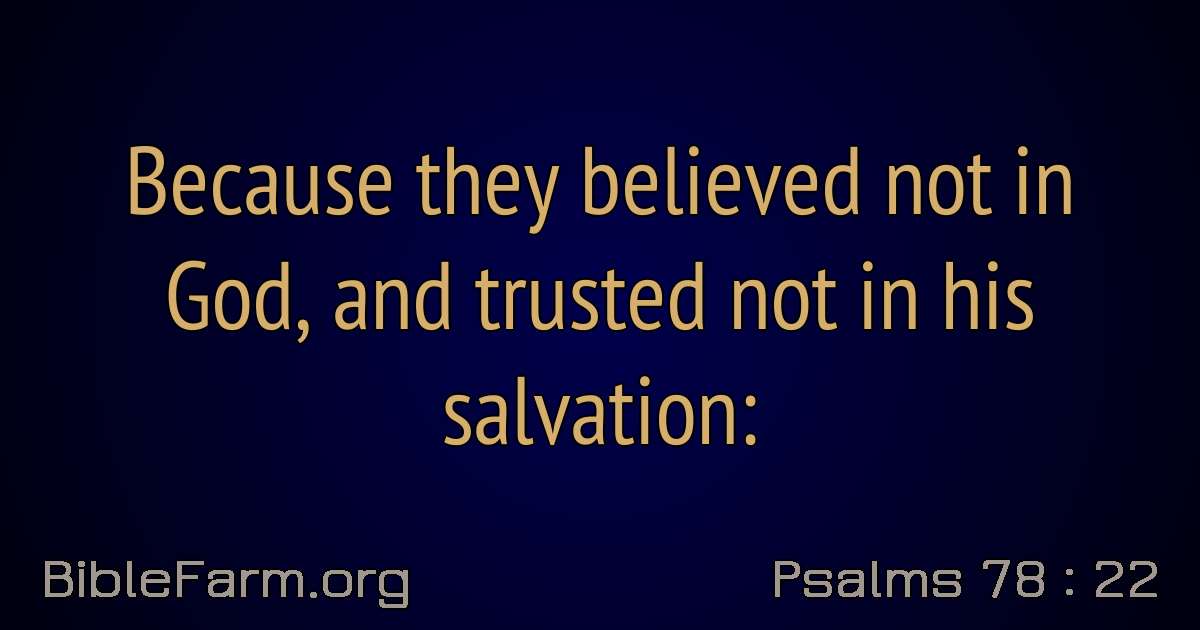 Because they believed not in
God, and trusted not in his
salvation:
BibleFarm.org
Psalms 78 : 22